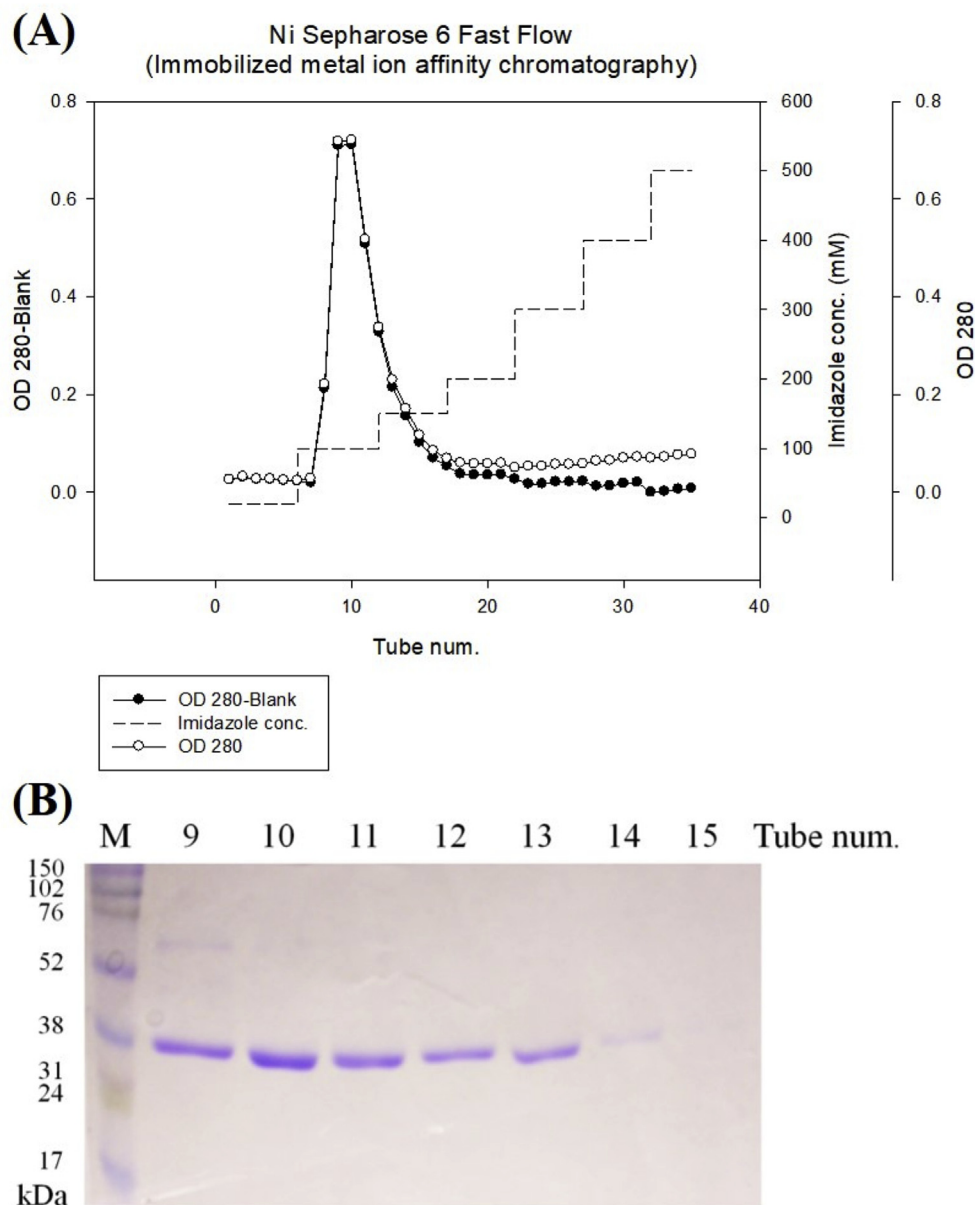 (A)
Ni Sepharose 6 Fast Flow
(Immobilized metal ion affinity chromatography)
0.8
0.6
0.4
0.2
0.0
OD 280-Blank
600
500
400
300
200
100
0
Imidazole conc. (mM)
0.8
0.6
0.4
0.2
0.0
OD 280
0 10 20 30 40
Tube num.
OD 280-Blank
Imidazole conc.
OD 280
(B)
M 9 10 11 12 13 14 15 Tube num.
150
102
76
52
38
31
24
17
kDa